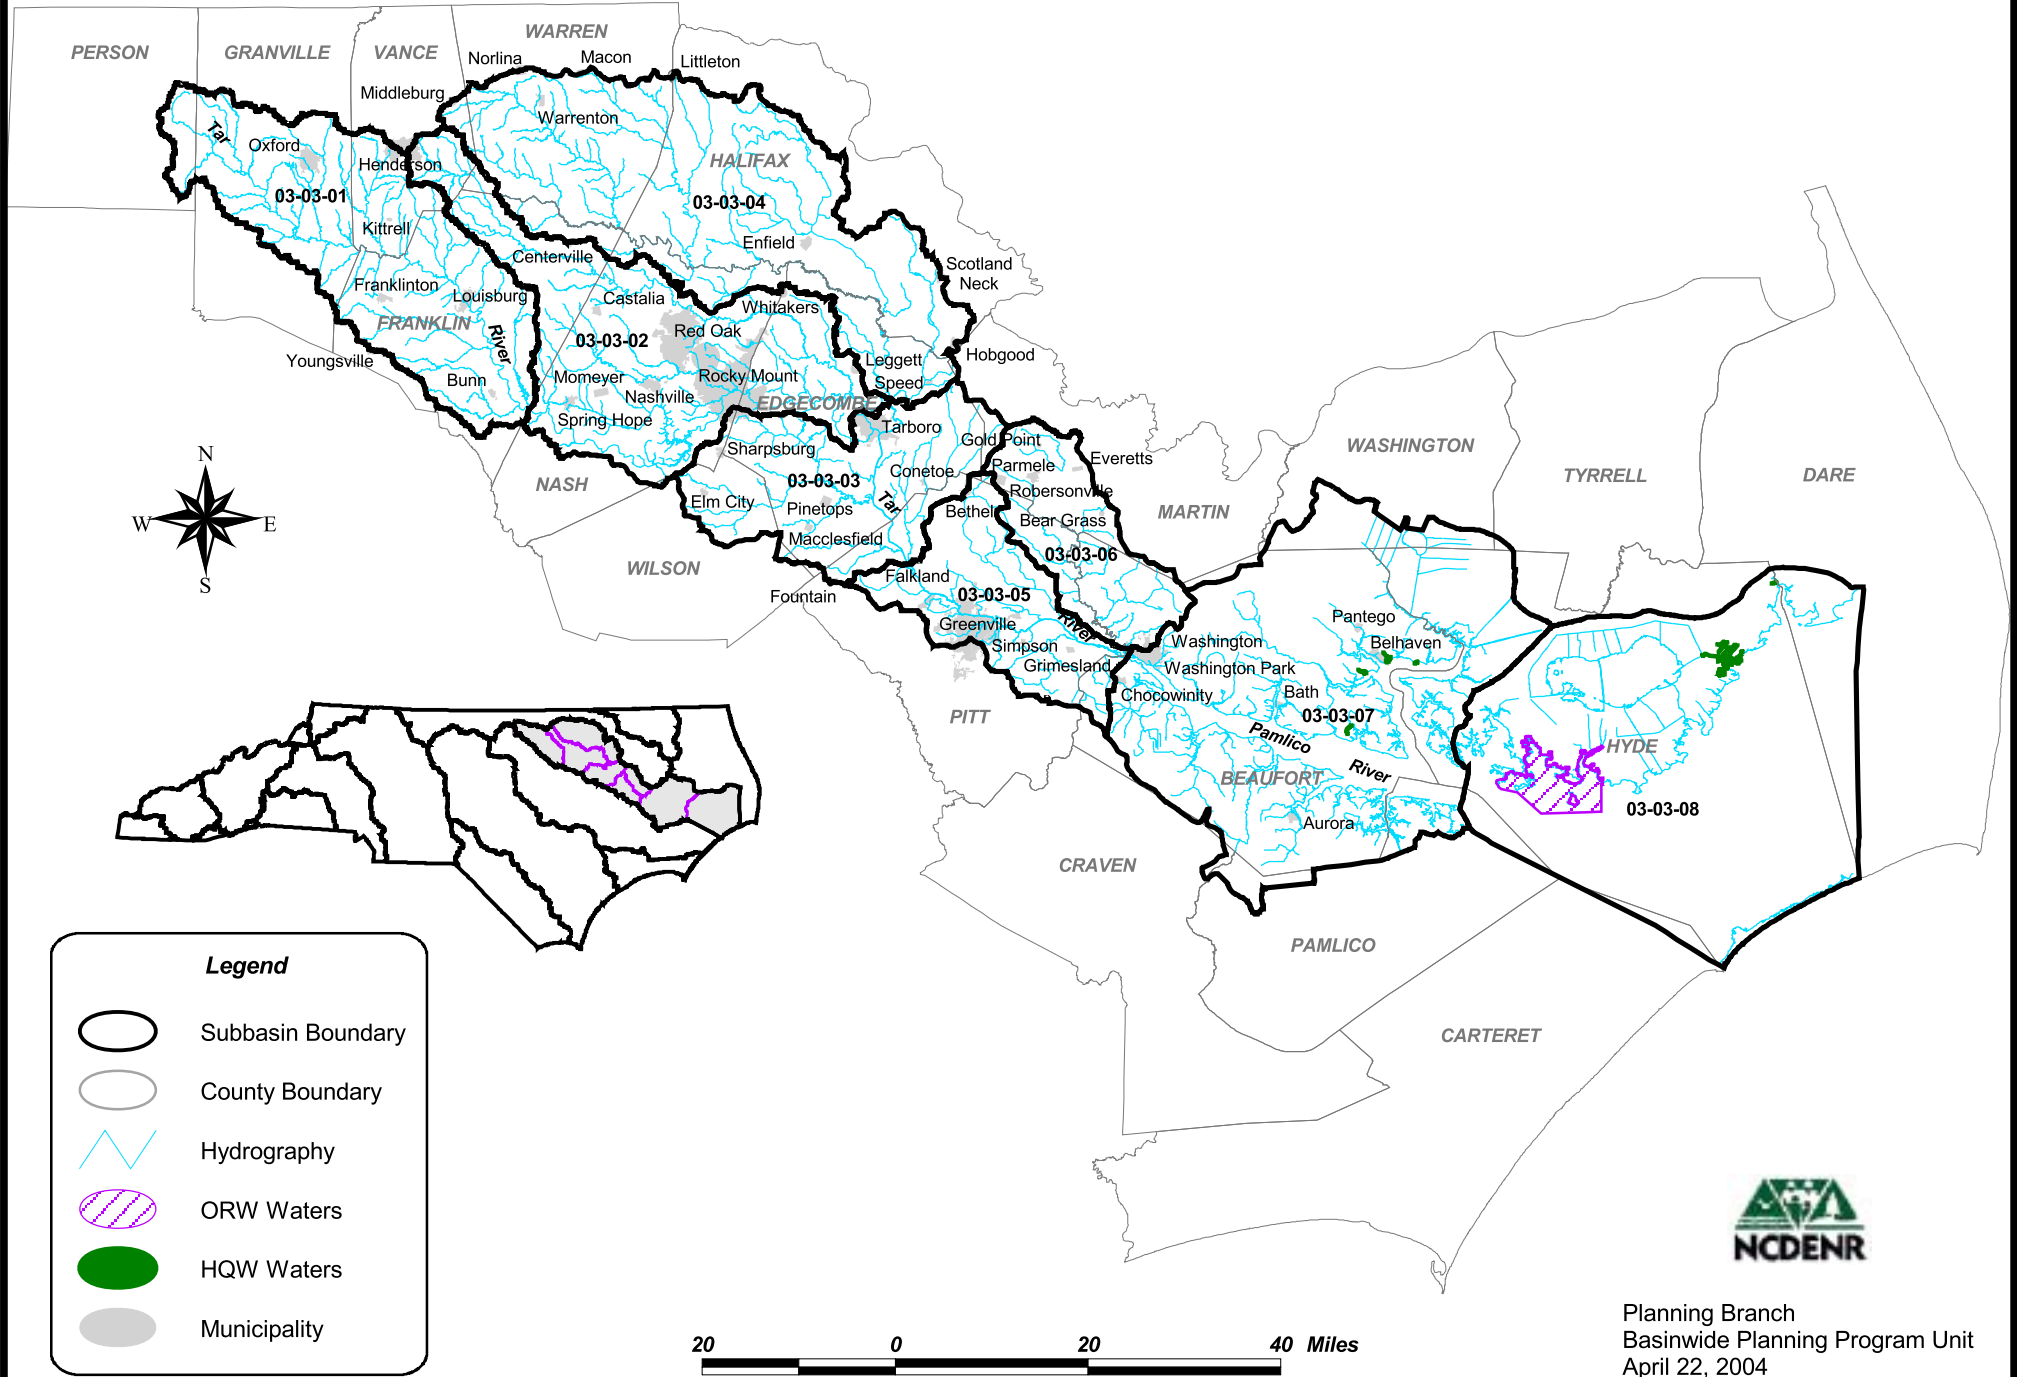 WARREN
PERSON
GRANVILLE
VANCE
Norlina
Macon
Littleton
Middleburg
Warrenton
Tar
Oxford
Henderson
HALIFAX
03-03-01
03-03-04
Kittrell
Enfield
Centerville
Scotland
Neck
Franklinton
Louisburg
Castalia
Whitakers
FRANKLIN
River
Red Oak
03-03-02
Youngsville
Leggett
Hobgood
Bunn
Momeyer
Rocky Mount
Speed
Nashville
EDGECOMBE
Spring Hope
Tarboro
Gold Point
Sharpsburg
Parmele
Everetts
WASHINGTON
TYRRELL
DARE
N
W
E
S
NASH
03-03-03
Conetoe
Robersonville
Elm City
Pinetops
Tar
Bethel
Bear Grass
MARTIN
Macclesfield
03-03-06
WILSON
Falkland
Fountain
03-03-05
Greenville
River
Pantego
Simpson
Washington
Belhaven
Grimesland
Washington Park
Chocowinity
Bath
03-03-07
PITT
Pamlico
River
HYDE
BEAUFORT
03-03-08
Aurora
CRAVEN
PAMLICO
CARTERET
Legend
Subbasin Boundary
County Boundary
Hydrography
ORW Waters
HQW Waters
Municipality
NCDENR
20 0 20 40 Miles
Planning Branch
Basinwide Planning Program Unit
April 22, 2004